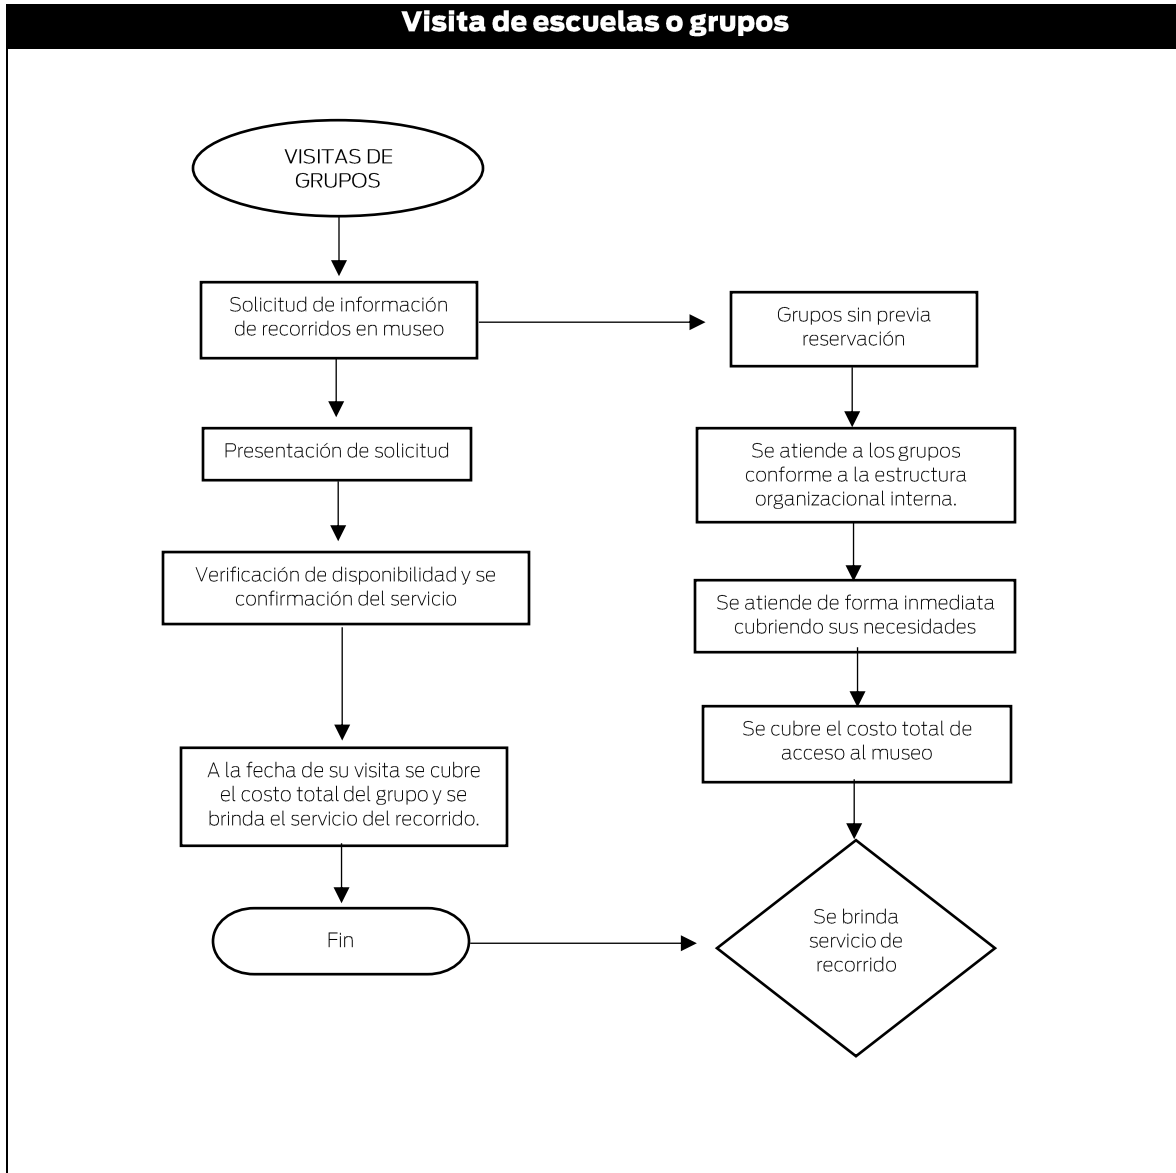 Visita de escuelas o grupos
VISITAS DE
GRUPOS
Solicitud de información
de recorridos en museo
Presentación de solicitud
Verificación de disponibilidad y se
confirmación del servicio
A la fecha de su visita se cubre
el costo total del grupo y se
brinda el servicio del recorrido.
Fin
Grupos sin previa
reservación
Se atiende a los grupos
conforme a la estructura
organizacional interna.
Se atiende de forma inmediata
cubriendo sus necesidades
Se cubre el costo total de
acceso al museo
Se brinda
servicio de
recorrido